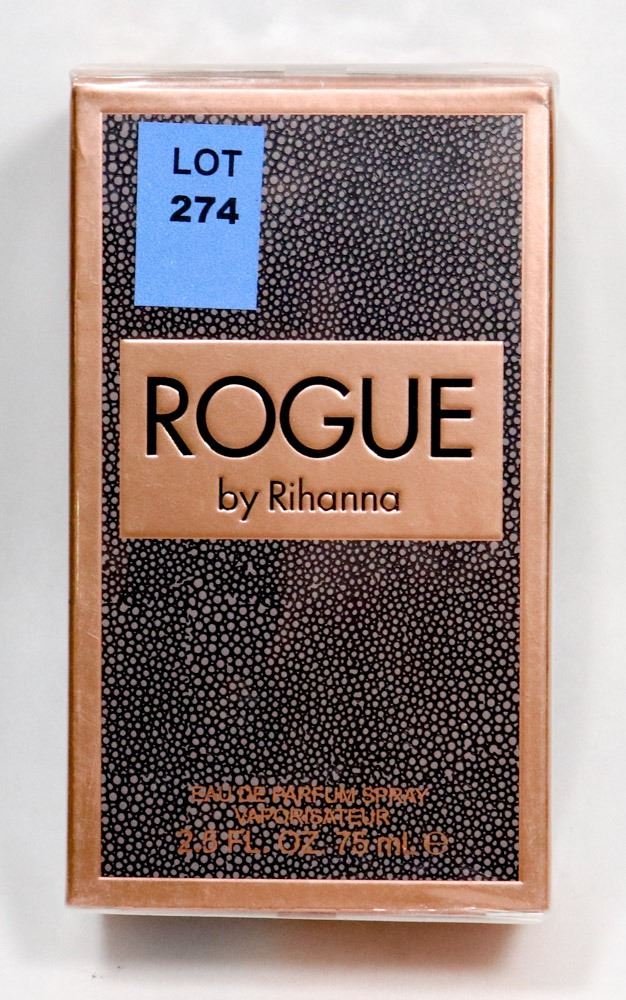 LOT
274
ROGUE
by Rihanna
EAU DE PARFUM SPRAY
VAPORISATEUR
2.5 FL. OZ. 75 mL ℮